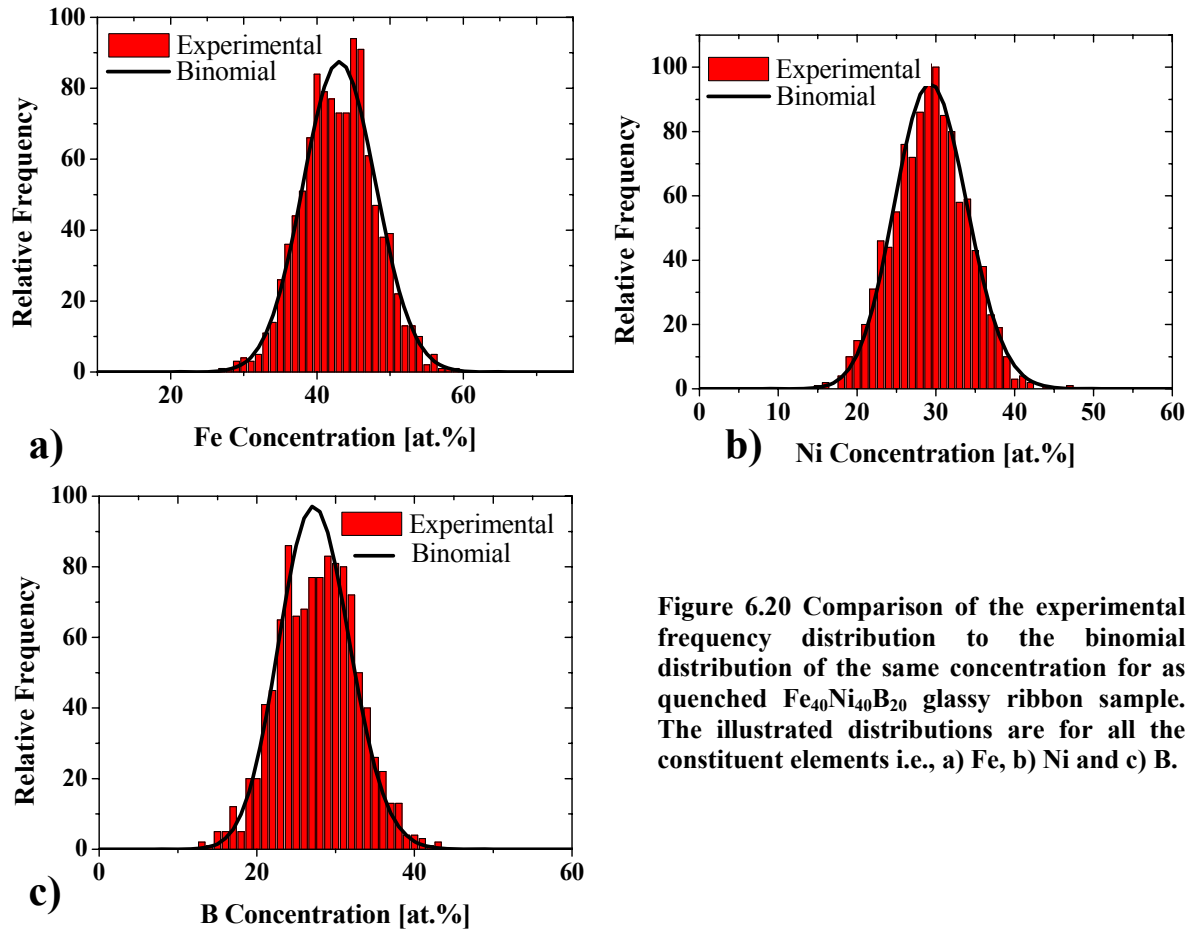 100
80
60
40
20
0
Relative Frequency
Experimental
Binomial
20 40 60
Fe Concentration [at.%]
a)
100
80
60
40
20
0
Relative Frequency
Experimental
Binomial
0 10 20 30 40 50 60
Ni Concentration [at.%]
b)
100
80
60
40
20
0
Relative Frequency
Experimental
Binomial
0 20 40 60
B Concentration [at.%]
c)
Figure 6.20 Comparison of the experimental
frequency distribution to the binomial
distribution of the same concentration for as
quenched Fe₄₀Ni₄₀B₂₀ glassy ribbon sample.
The illustrated distributions are for all the
constituent elements i.e., a) Fe, b) Ni and c) B.